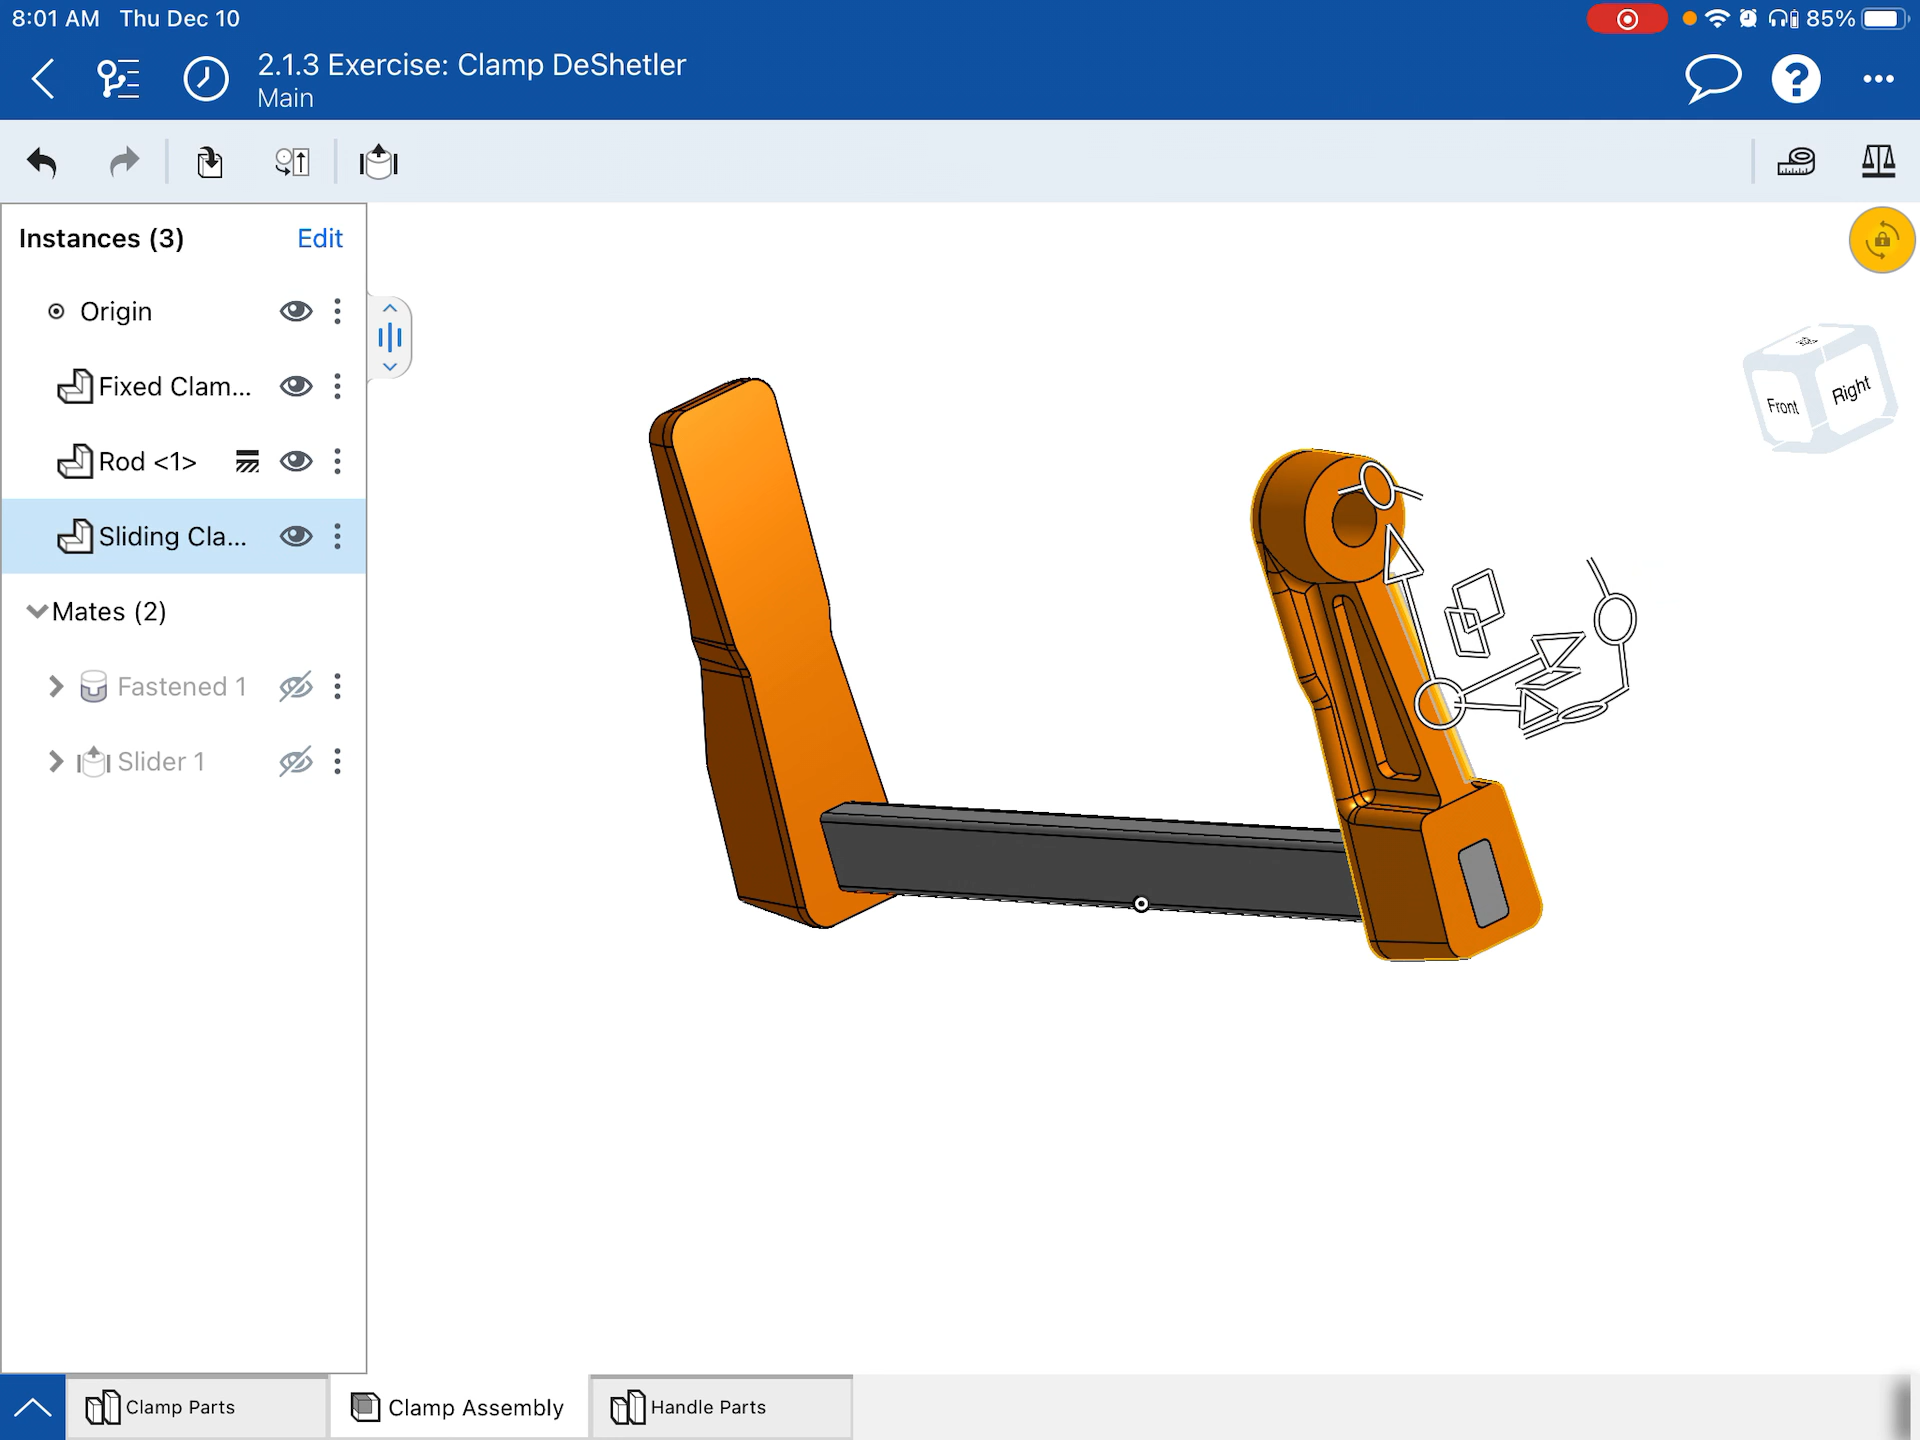 8:01 AM Thu Dec 10
85%
2.1.3 Exercise: Clamp DeShetler
Main
Instances (3) Edit
Origin
Fixed Clam...
Rod <1>
Sliding Cla...
Mates (2)
Fastened 1
Slider 1
Front
Right
Clamp Parts
Clamp Assembly
Handle Parts